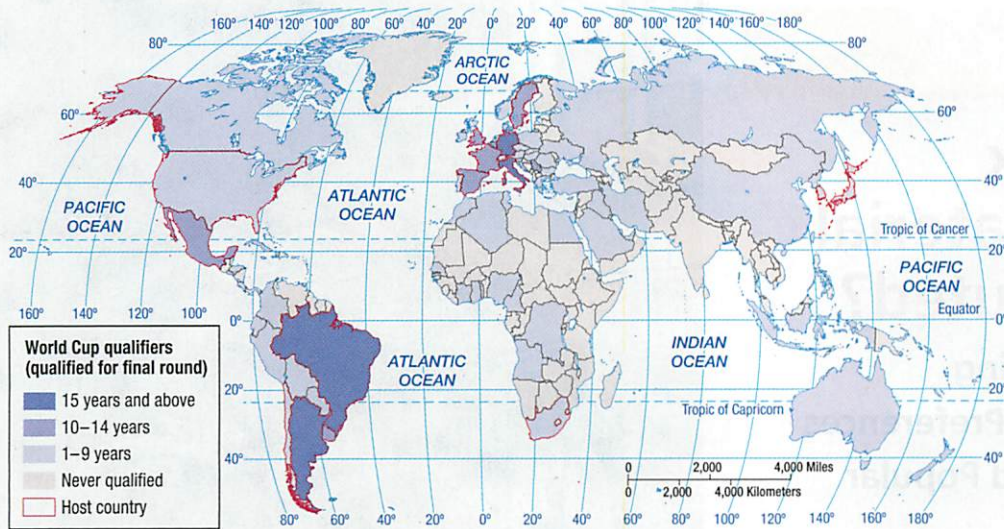 160° 140° 120° 100° 80° 60° 40° 20° 0° 20° 40° 60° 80° 100° 120° 140° 160° 180°
80° 80°
ARCTIC
OCEAN
60° 60°
40° 40°
PACIFIC
OCEAN
ATLANTIC
OCEAN
Tropic of Cancer
20°
PACIFIC
OCEAN
Equator
160° 140° 120° 100° 0° 0°
INDIAN
OCEAN
ATLANTIC
OCEAN
20° 20°
Tropic of Capricorn
40° 40°
World Cup qualifiers
(qualified for final round)
15 years and above
10–14 years
1–9 years
Never qualified
Host country
0 2,000 4,000 Miles
0 2,000 4,000 Kilometers
80° 60° 40° 20° 0° 20° 40° 60° 80° 100° 120° 140° 160° 180°